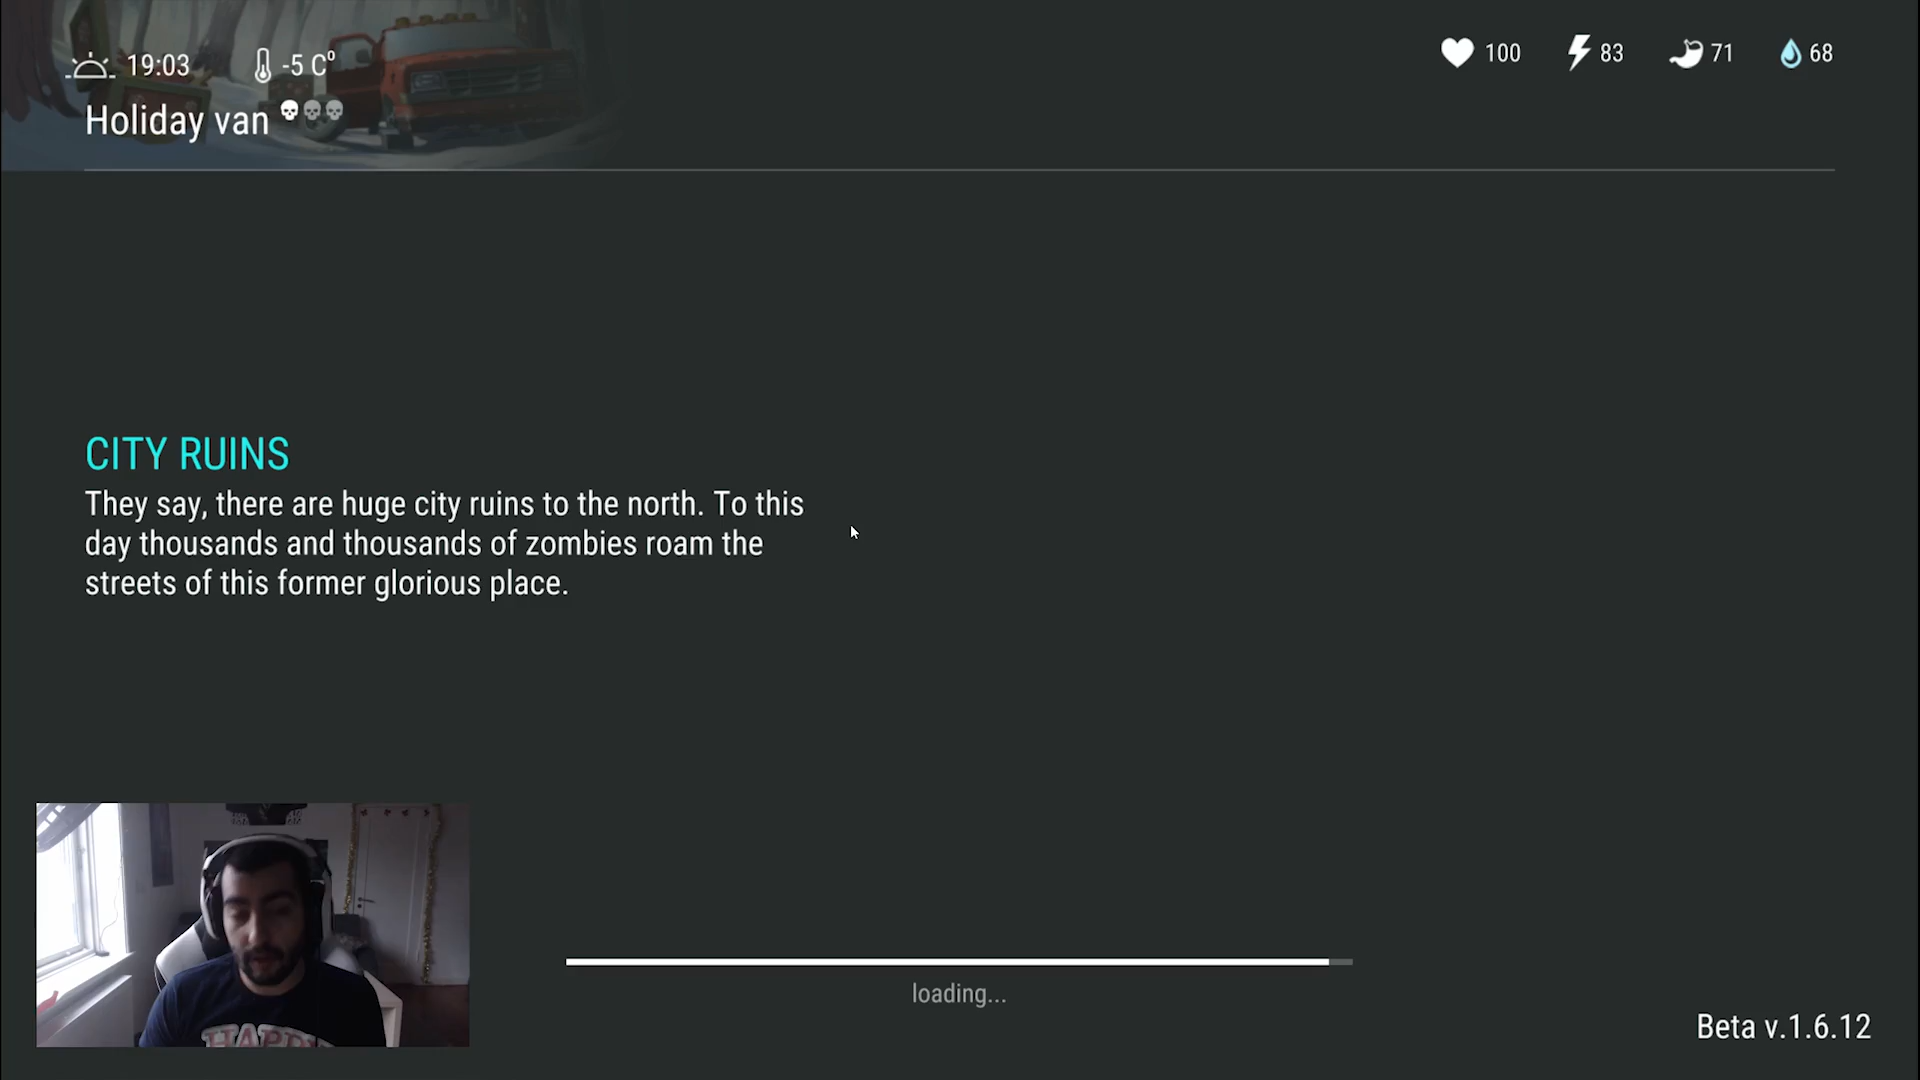 19:03 -5 C° 100 83 71 68
Holiday van
CITY RUINS
They say, there are huge city ruins to the north. To this
day thousands and thousands of zombies roam the
streets of this former glorious place.
HAPPY
loading...
Beta v.1.6.12